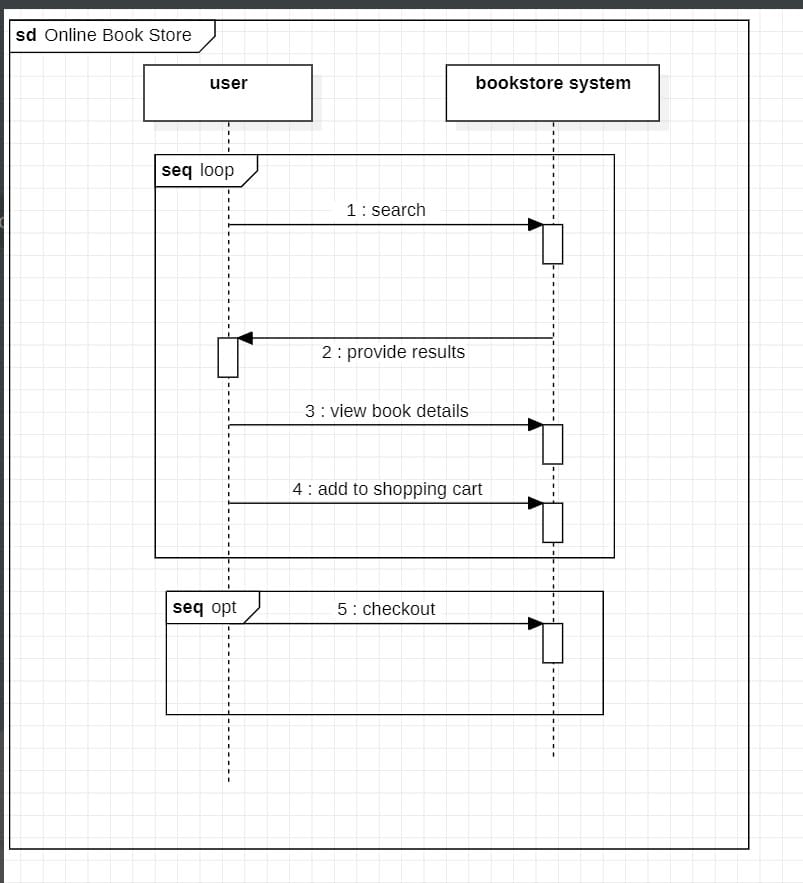 sd Online Book Store
user
bookstore system
seq loop
1 : search
2 : provide results
3 : view book details
4 : add to shopping cart
seq opt
5 : checkout